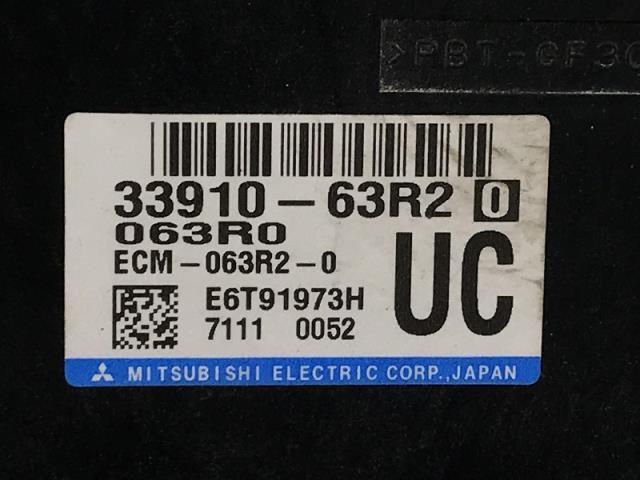 >PBT-GF30
33910-63R2 0
063R0
ECM-063R2-0
E6T91973H
UC
7111 0052
MITSUBISHI ELECTRIC CORP.,JAPAN